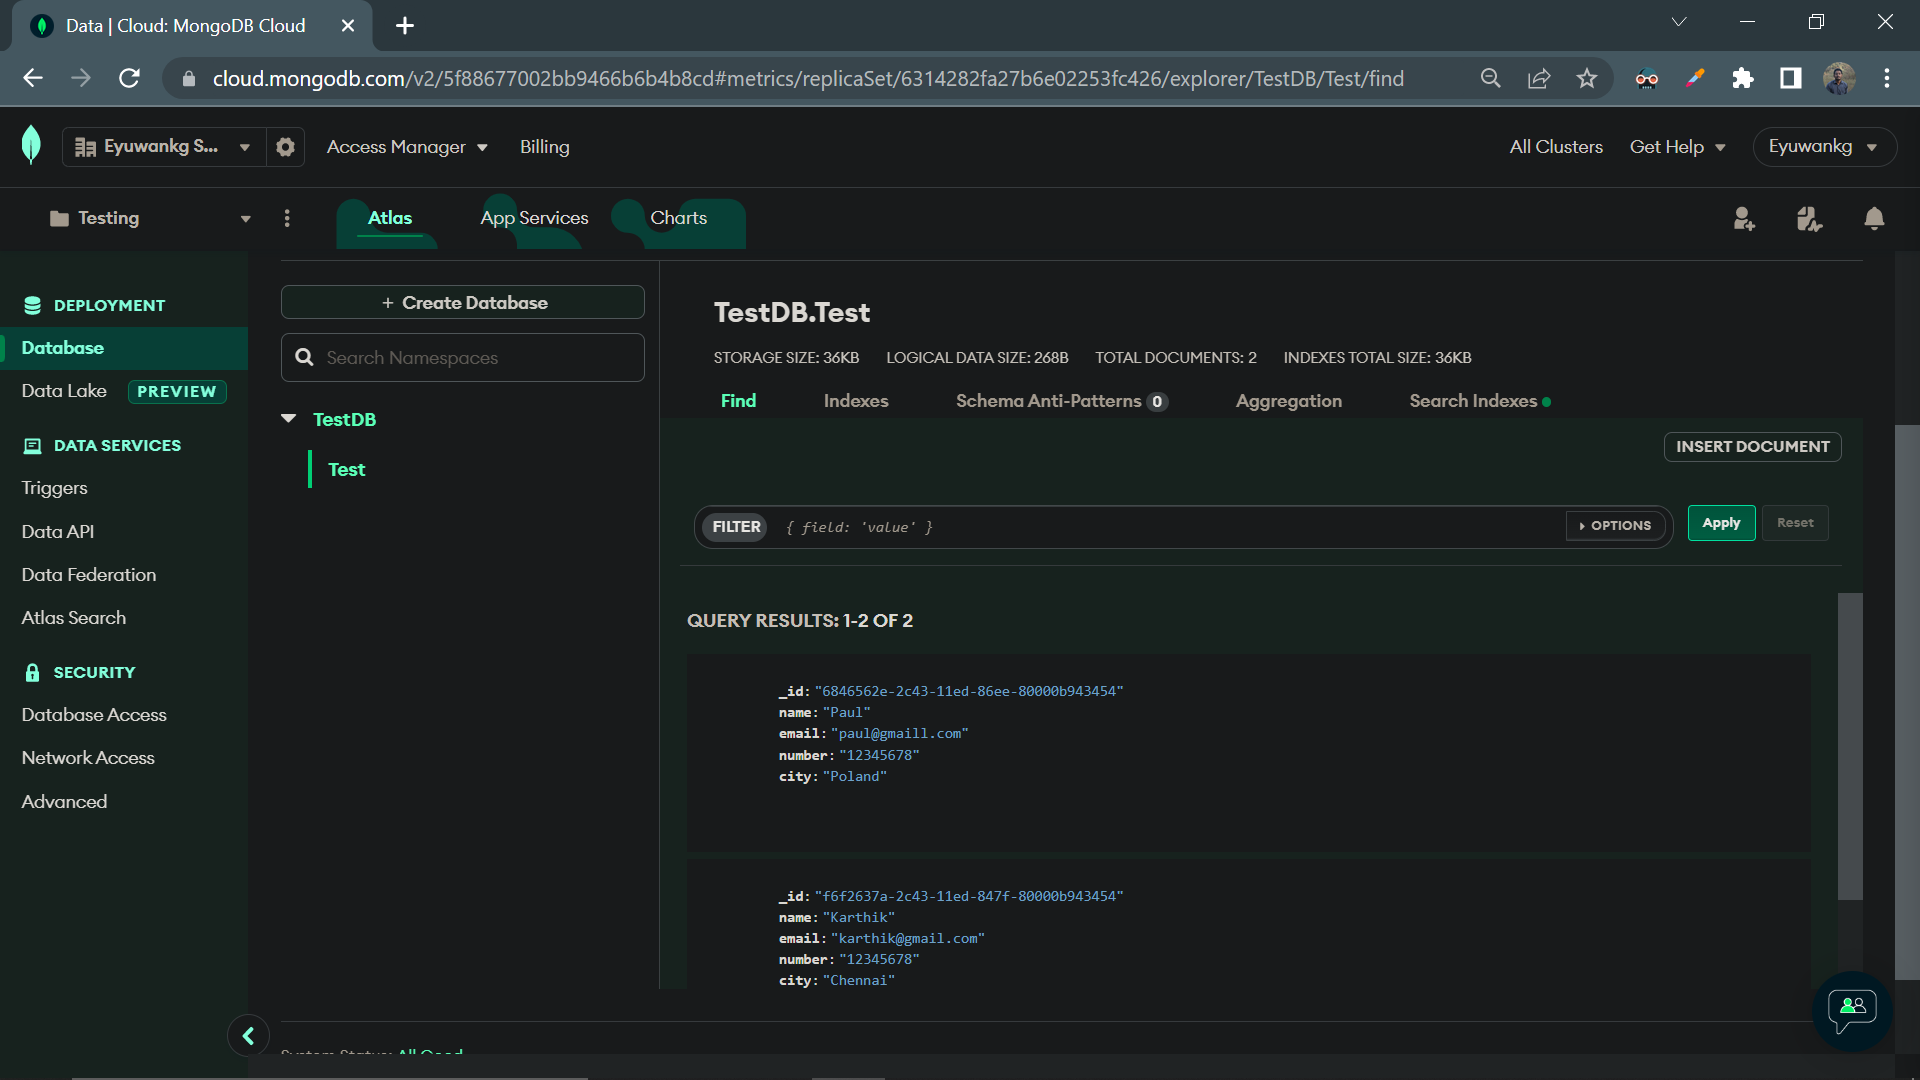 Data | Cloud: MongoDB Cloud
cloud.mongodb.com/v2/5f88677002bb9466b6b4b8cd#metrics/replicaSet/6314282fa27b6e02253fc426/explorer/TestDB/Test/find
Eyuwankg S... Access Manager Billing All Clusters Get Help Eyuwankg
Testing Atlas App Services Charts
DEPLOYMENT
Database
Data Lake PREVIEW
DATA SERVICES
Triggers
Data API
Data Federation
Atlas Search
SECURITY
Database Access
Network Access
Advanced
+ Create Database
Search Namespaces
TestDB
Test
TestDB.Test
STORAGE SIZE: 36KB LOGICAL DATA SIZE: 268B TOTAL DOCUMENTS: 2 INDEXES TOTAL SIZE: 36KB
Find Indexes Schema Anti-Patterns 0 Aggregation Search Indexes
INSERT DOCUMENT
FILTER { field: 'value' } OPTIONS Apply Reset
QUERY RESULTS: 1-2 OF 2
_id: "6846562e-2c43-11ed-86ee-80000b943454"
name: "Paul"
email: "paul@gmaill.com"
number: "12345678"
city: "Poland"
_id: "f6f2637a-2c43-11ed-847f-80000b943454"
name: "Karthik"
email: "karthik@gmail.com"
number: "12345678"
city: "Chennai"
System Status: All Good